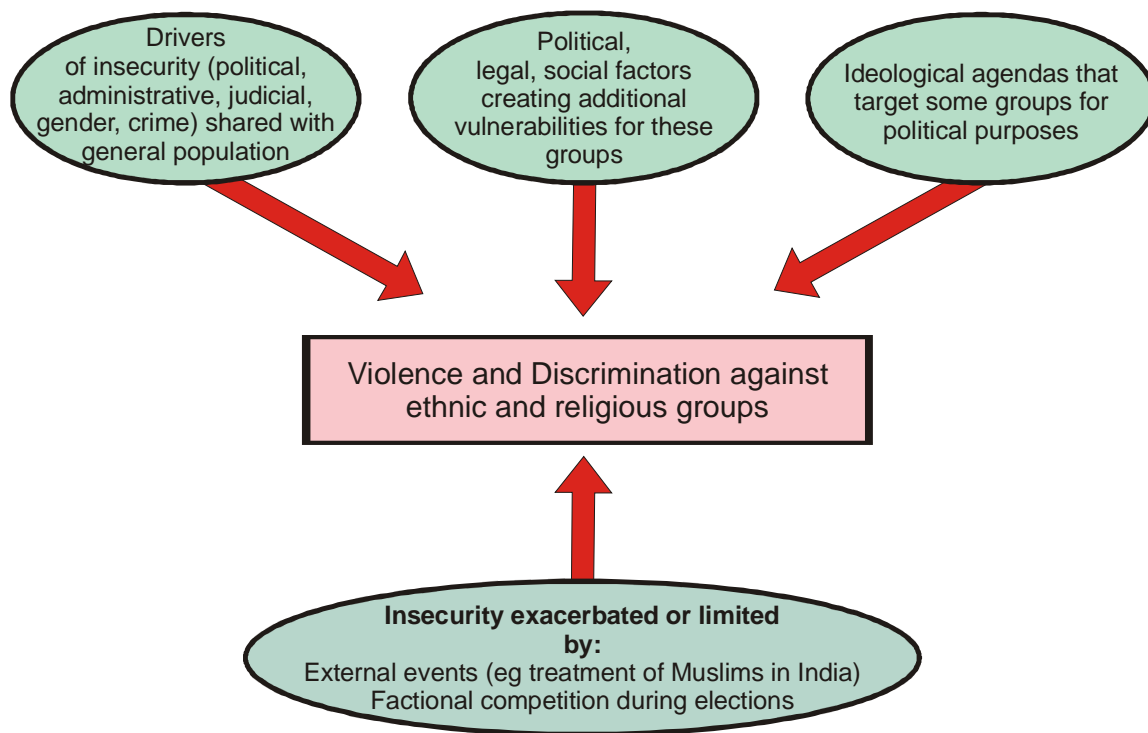 Drivers
of insecurity (political,
administrative, judicial,
gender, crime) shared with
general population
Political,
legal, social factors
creating additional
vulnerabilities for these
groups
Ideological agendas that
target some groups for
political purposes
Violence and Discrimination against
ethnic and religious groups
Insecurity exacerbated or limited
by:
External events (eg treatment of Muslims in India)
Factional competition during elections